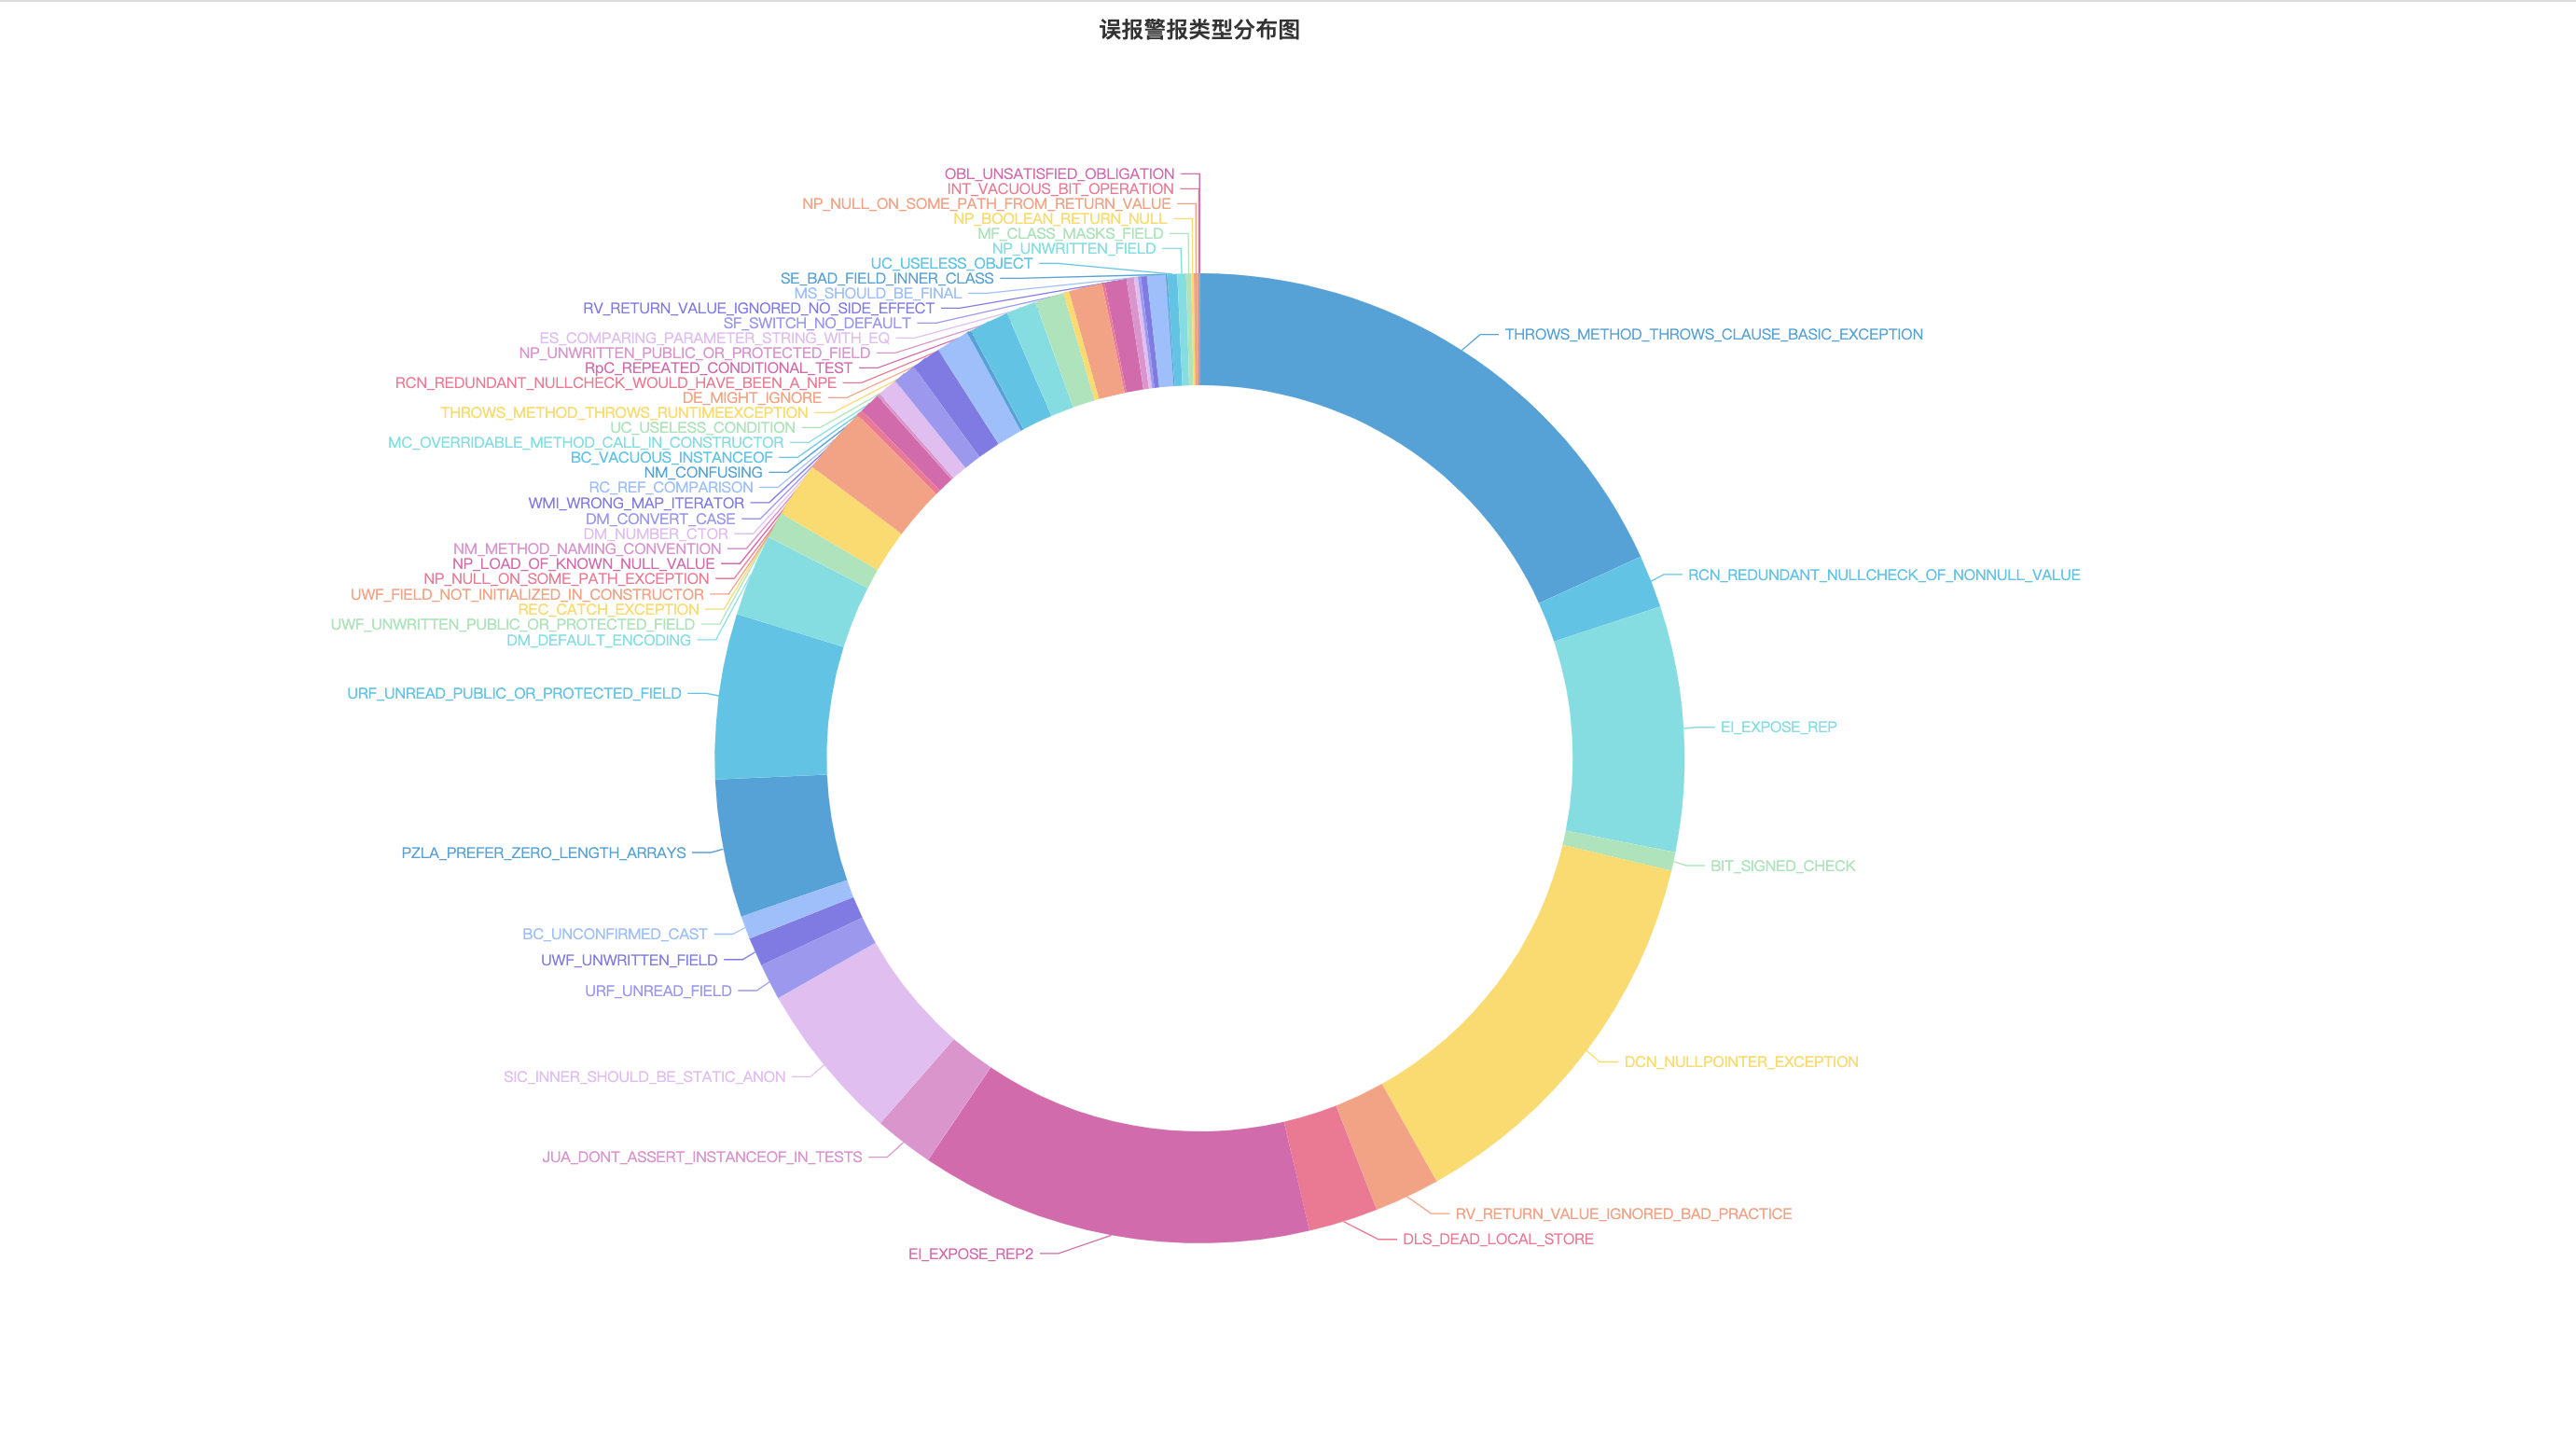 误报警报类型分布图
OBL_UNSATISFIED_OBLIGATION
INT_VACUOUS_BIT_OPERATION
NP_NULL_ON_SOME_PATH_FROM_RETURN_VALUE
NP_BOOLEAN_RETURN_NULL
MF_CLASS_MASKS_FIELD
NP_UNWRITTEN_FIELD
UC_USELESS_OBJECT
SE_BAD_FIELD_INNER_CLASS
MS_SHOULD_BE_FINAL
RV_RETURN_VALUE_IGNORED_NO_SIDE_EFFECT
SF_SWITCH_NO_DEFAULT
ES_COMPARING_PARAMETER_STRING_WITH_EQ
NP_UNWRITTEN_PUBLIC_OR_PROTECTED_FIELD
RpC_REPEATED_CONDITIONAL_TEST
RCN_REDUNDANT_NULLCHECK_WOULD_HAVE_BEEN_A_NPE
DE_MIGHT_IGNORE
THROWS_METHOD_THROWS_RUNTIMEEXCEPTION
UC_USELESS_CONDITION
MC_OVERRIDABLE_METHOD_CALL_IN_CONSTRUCTOR
BC_VACUOUS_INSTANCEOF
NM_CONFUSING
RC_REF_COMPARISON
WMI_WRONG_MAP_ITERATOR
DM_CONVERT_CASE
DM_NUMBER_CTOR
NM_METHOD_NAMING_CONVENTION
NP_LOAD_OF_KNOWN_NULL_VALUE
NP_NULL_ON_SOME_PATH_EXCEPTION
UWF_FIELD_NOT_INITIALIZED_IN_CONSTRUCTOR
REC_CATCH_EXCEPTION
UWF_UNWRITTEN_PUBLIC_OR_PROTECTED_FIELD
DM_DEFAULT_ENCODING
URF_UNREAD_PUBLIC_OR_PROTECTED_FIELD
PZLA_PREFER_ZERO_LENGTH_ARRAYS
BC_UNCONFIRMED_CAST
UWF_UNWRITTEN_FIELD
URF_UNREAD_FIELD
SIC_INNER_SHOULD_BE_STATIC_ANON
JUA_DONT_ASSERT_INSTANCEOF_IN_TESTS
EI_EXPOSE_REP2
THROWS_METHOD_THROWS_CLAUSE_BASIC_EXCEPTION
RCN_REDUNDANT_NULLCHECK_OF_NONNULL_VALUE
EI_EXPOSE_REP
BIT_SIGNED_CHECK
DCN_NULLPOINTER_EXCEPTION
RV_RETURN_VALUE_IGNORED_BAD_PRACTICE
DLS_DEAD_LOCAL_STORE